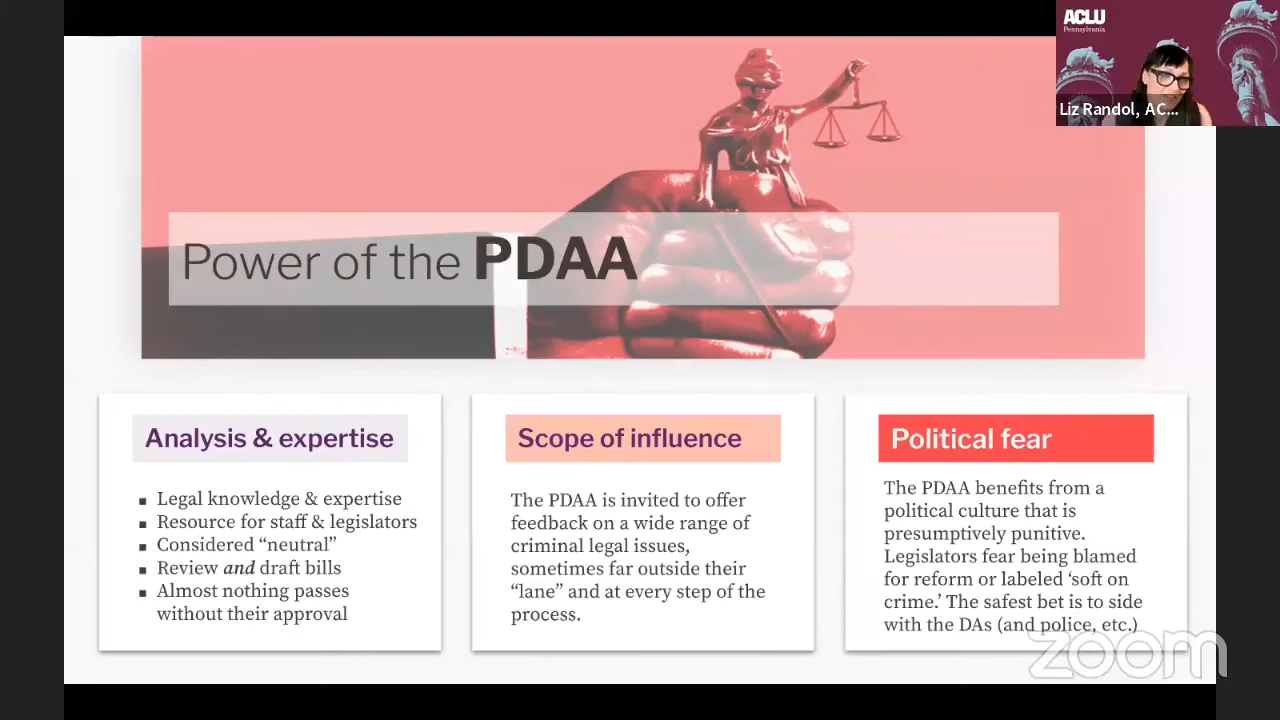 ACLU
Pennsylvania
Liz Randol, AC...
Power of the PDAA
Analysis & expertise
▪ Legal knowledge & expertise
▪ Resource for staff & legislators
▪ Considered “neutral”
▪ Review and draft bills
▪ Almost nothing passes
without their approval
Scope of influence
The PDAA is invited to offer
feedback on a wide range of
criminal legal issues,
sometimes far outside their
“lane” and at every step of the
process.
Political fear
The PDAA benefits from a
political culture that is
presumptively punitive.
Legislators fear being blamed
for reform or labeled ‘soft on
crime.’ The safest bet is to side
with the DAs (and police, etc.)
zoom